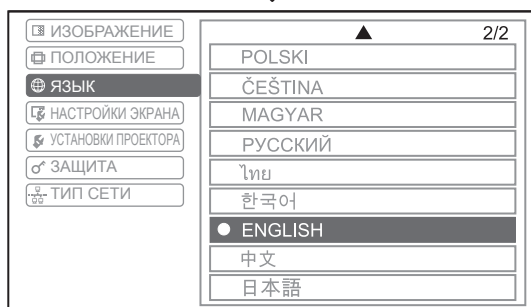 ИЗОБРАЖЕНИЕ
ПОЛОЖЕНИЕ
ЯЗЫК
НАСТРОЙКИ ЭКРАНА
УСТАНОВКИ ПРОЕКТОРА
ЗАЩИТА
ТИП СЕТИ
2/2
POLSKI
ČEŠTINA
MAGYAR
РУССКИЙ
ไทย
한국어
ENGLISH
中文
日本語